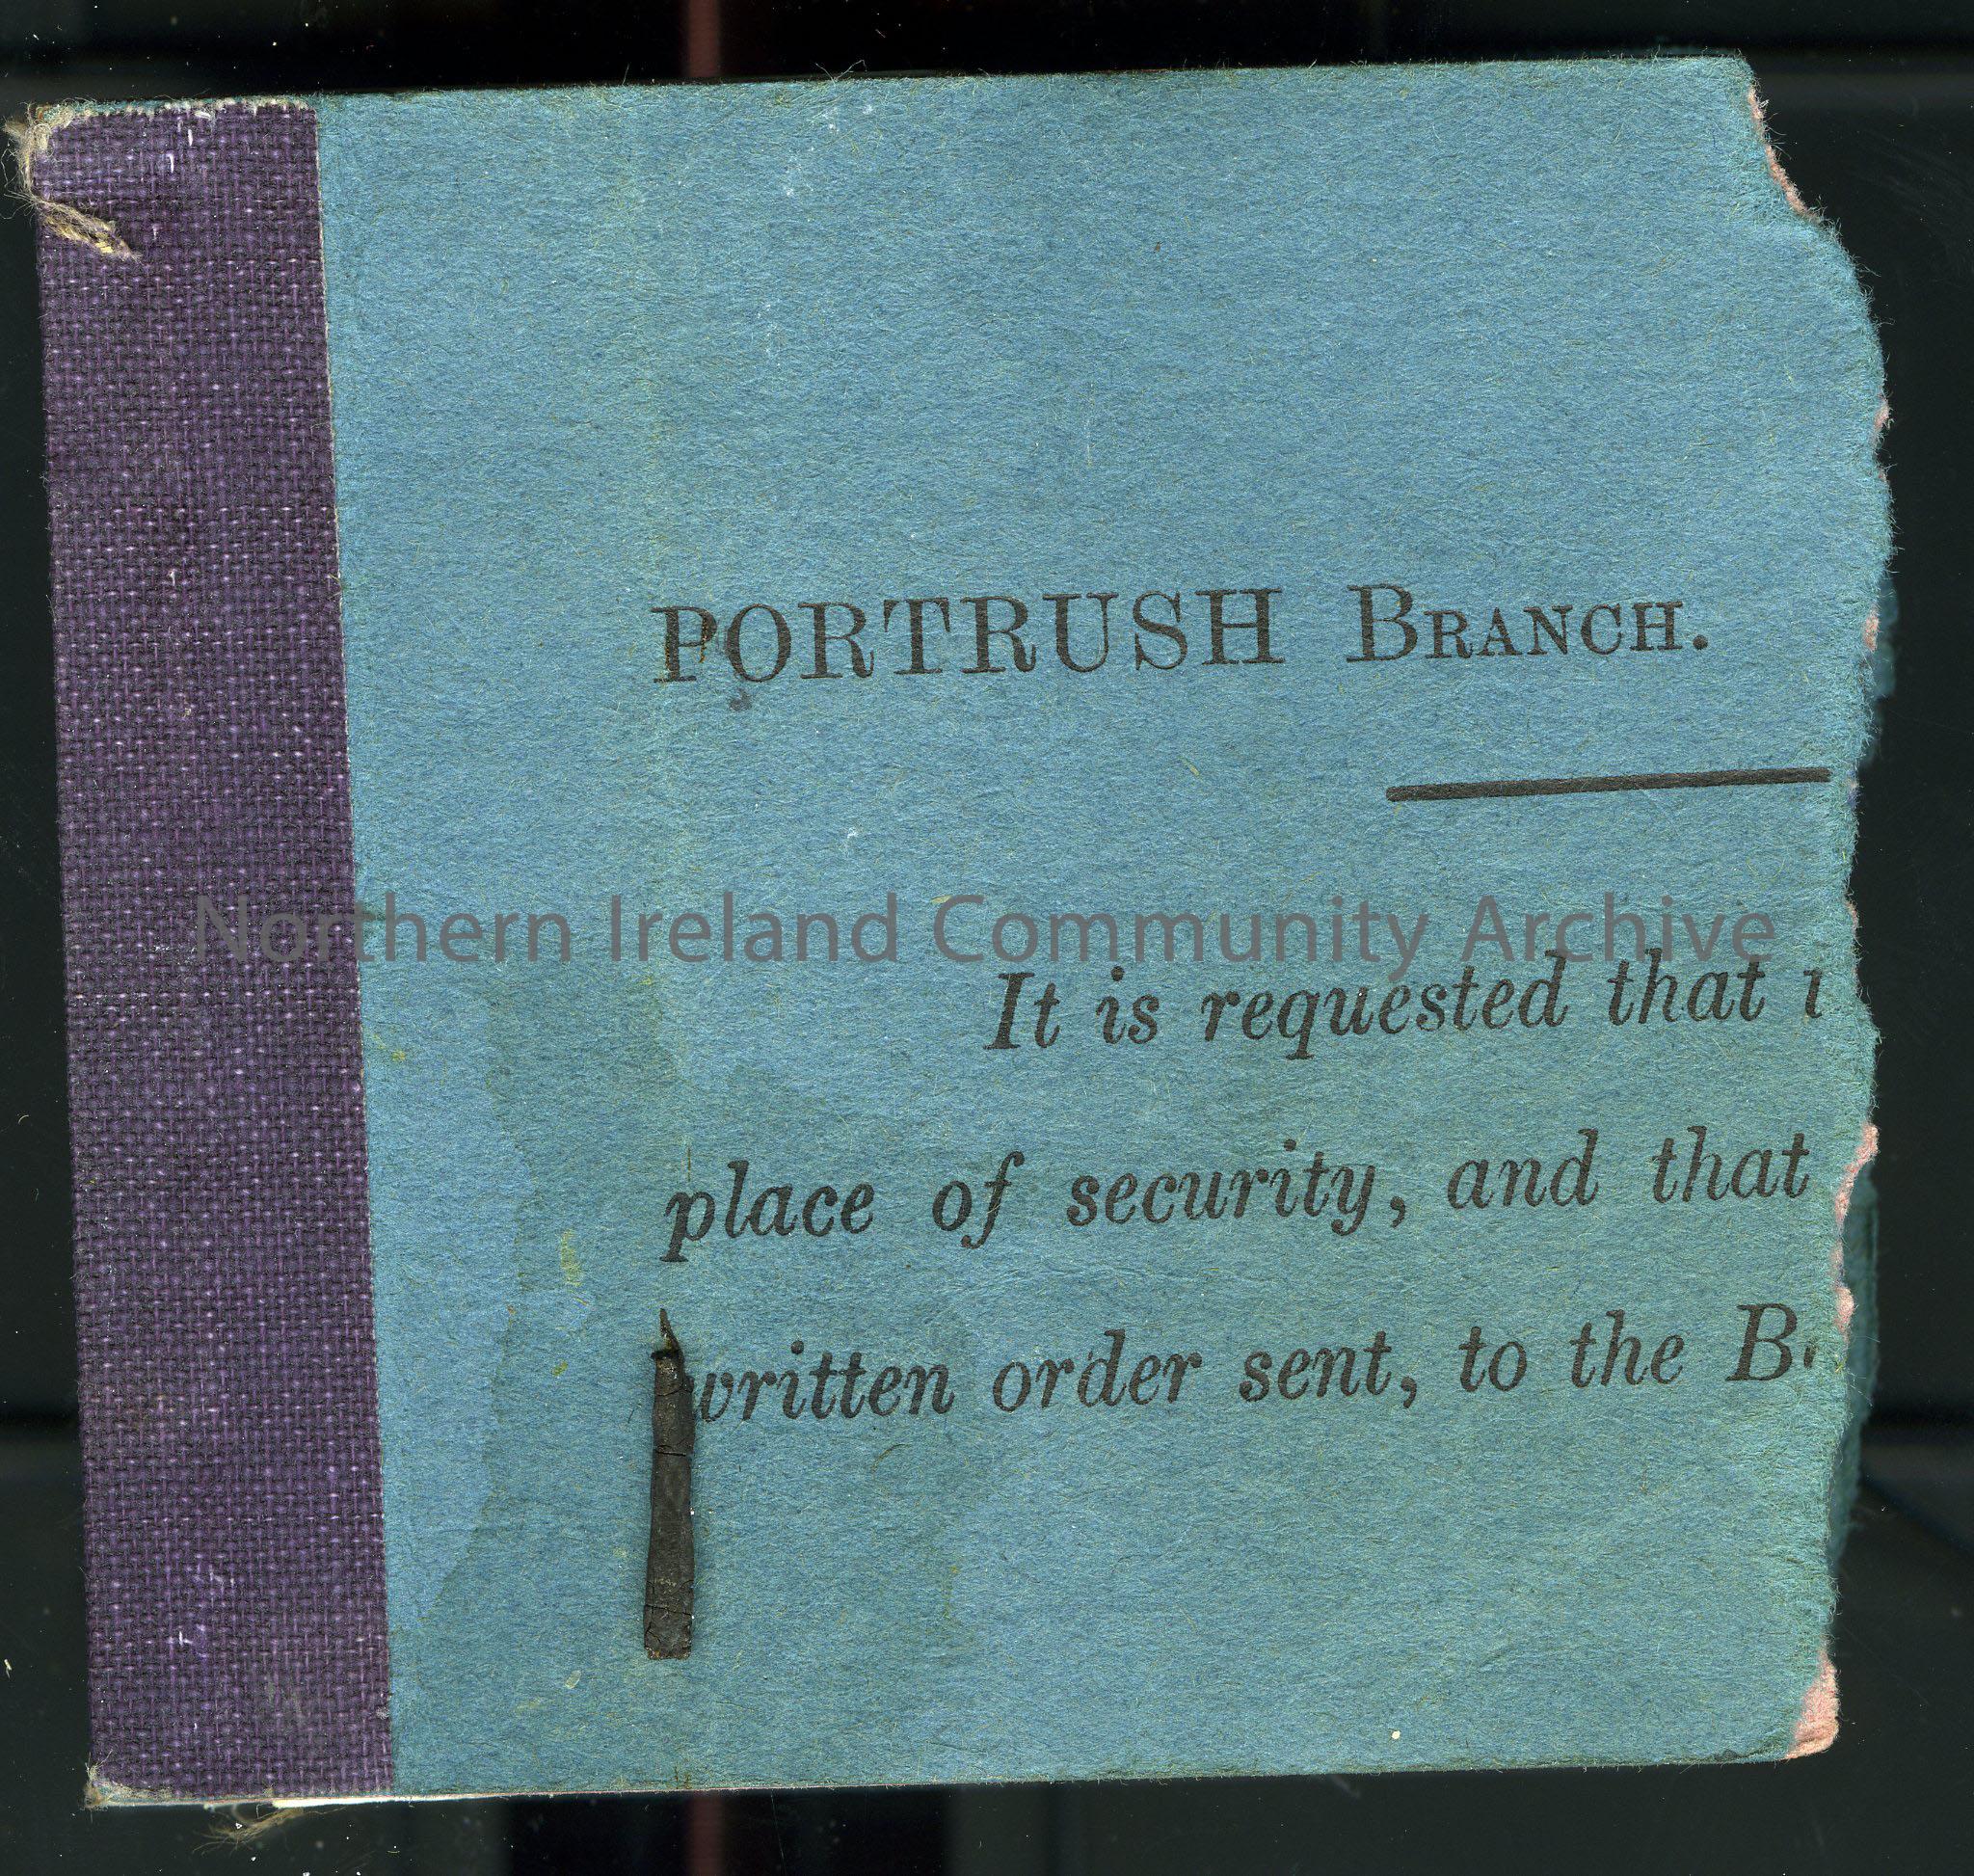 PORTRUSH BRANCH.
Northern Ireland Community Archive
It is requested that
place of security, and that
written order sent, to the